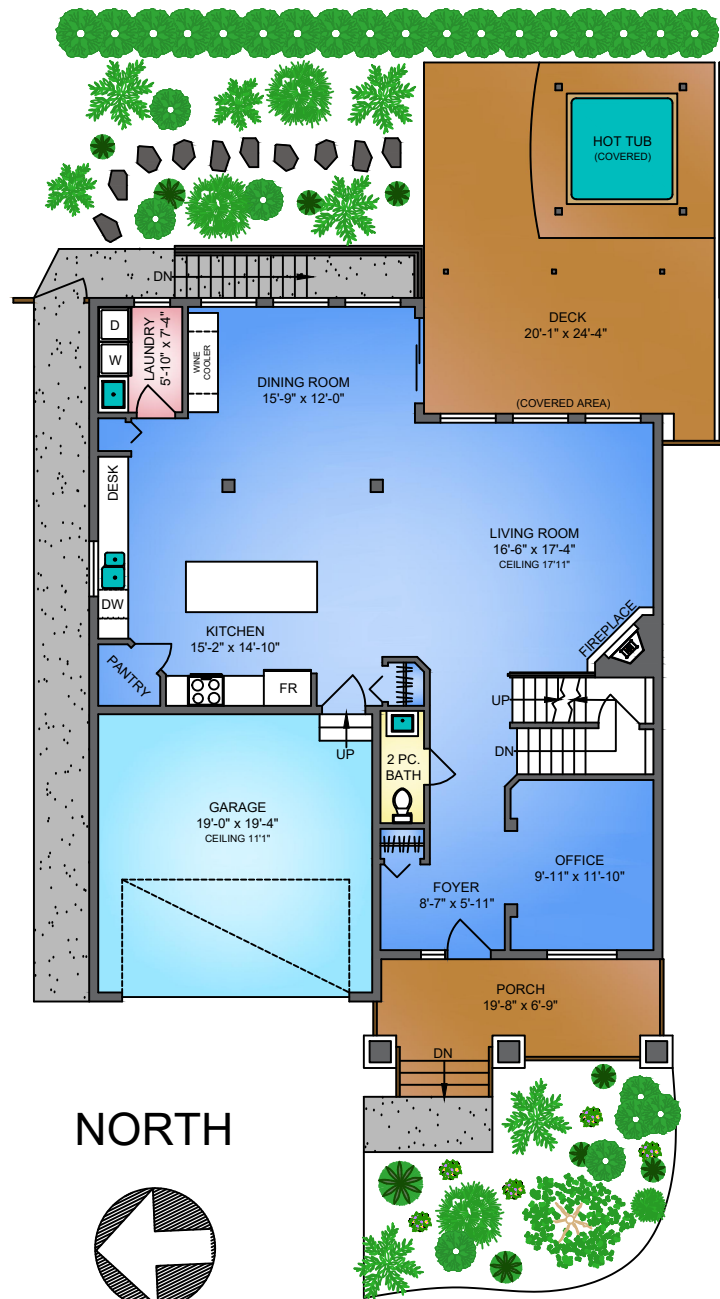 HOT TUB
(COVERED)
DN
DECK
20'-1" x 24'-4"
(COVERED AREA)
D
W
LAUNDRY
5'-10" x 7'-4"
WINE
COOLER
DINING ROOM
15'-9" x 12'-0"
DESK
DW
LIVING ROOM
16'-6" x 17'-4"
CEILING 17'11"
KITCHEN
15'-2" x 14'-10"
FIREPLACE
PANTRY
FR
UP
DN
UP
2 PC.
BATH
GARAGE
19'-0" x 19'-4"
CEILING 11'1"
OFFICE
9'-11" x 11'-10"
FOYER
8'-7" x 5'-11"
PORCH
19'-8" x 6'-9"
DN
NORTH